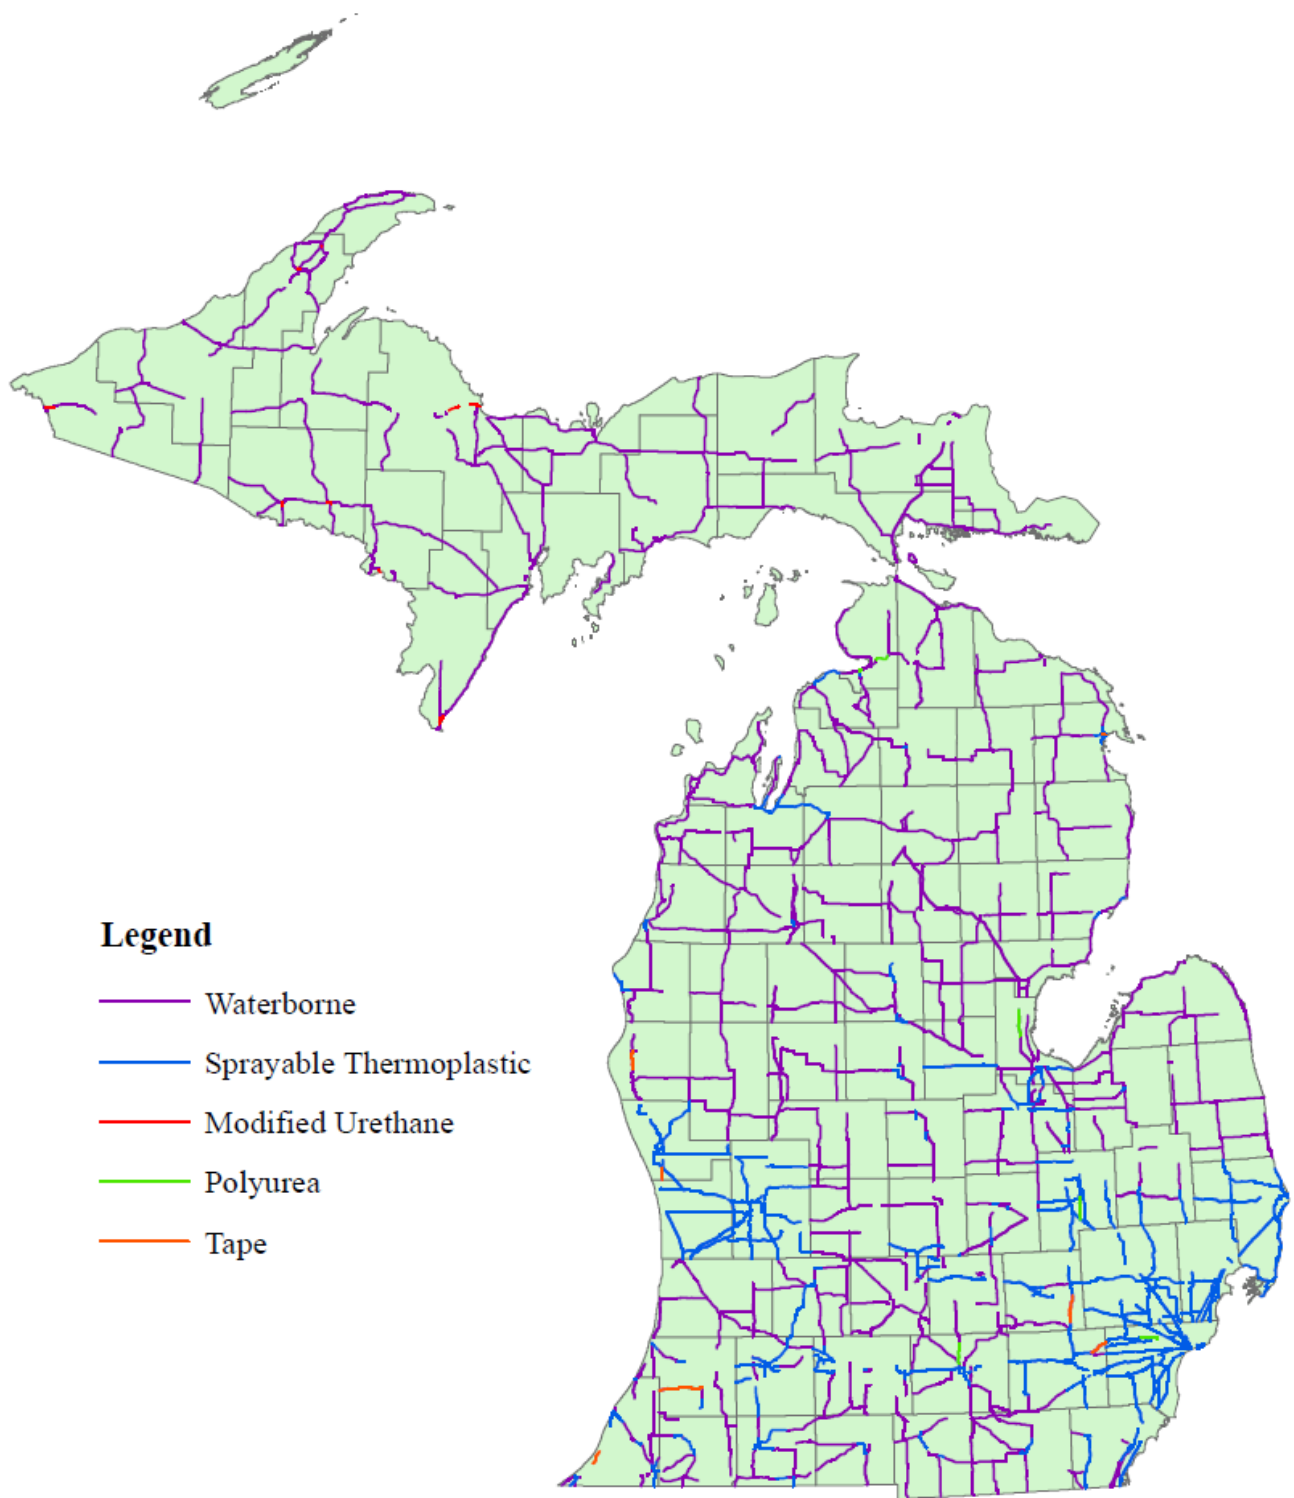 Legend
Waterborne
Sprayable Thermoplastic
Modified Urethane
Polyurea
Tape